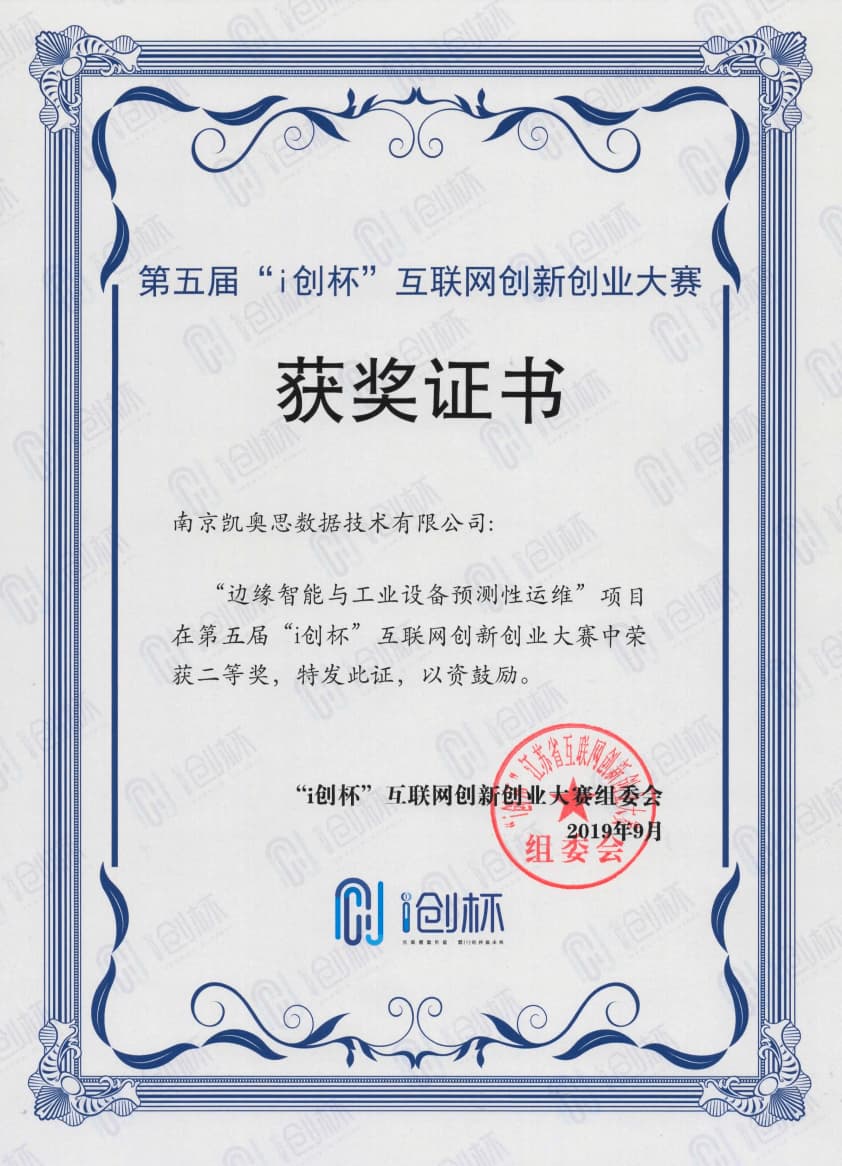 第五届“i创杯”互联网创新创业大赛
获奖证书
南京凯奥思数据技术有限公司:
“边缘智能与工业设备预测性运维”项目
在第五届“i创杯”互联网创新创业大赛中荣
获二等奖，特发此证，以资鼓励。
“i创杯”互联网创新创业大赛组委会
2019年9月
“i创杯”江苏省互联网创新创业大赛
组委会
i创杯